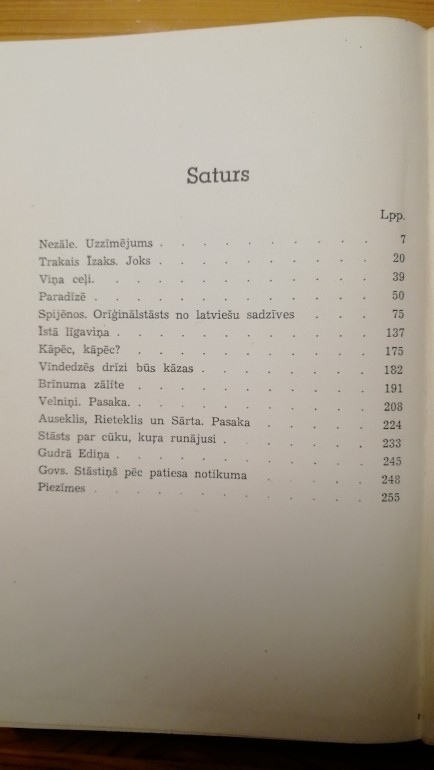 Saturs
Lpp.
Nezāle. Uzzīmējums . . . . . . . . . 7
Trakais Īzaks. Joks . . . . . . . . . 20
Viņa ceļi. . . . . . . . . . . . 39
Paradīzē . . . . . . . . . . . . 50
Spijēnos. Oriģinālstāsts no latviešu sadzīves . . . 75
Īstā līgaviņa . . . . . . . . . . . 137
Kāpēc, kāpēc? . . . . . . . . . . 175
Vīndedzēs drīzi būs kāzas . . . . . . . 182
Brīnuma zālīte . . . . . . . . . . 191
Velniņi. Pasaka. . . . . . . . . . . 208
Auseklis, Rieteklis un Sārta. Pasaka . . . . . 224
Stāsts par cūku, kuŗa runājusi . . . . . . 233
Gudrā Ediņa . . . . . . . . . . . 245
Govs. Stāstiņš pēc patiesa notikuma . . . . . 248
Piezīmes . . . . . . . . . . . . 255